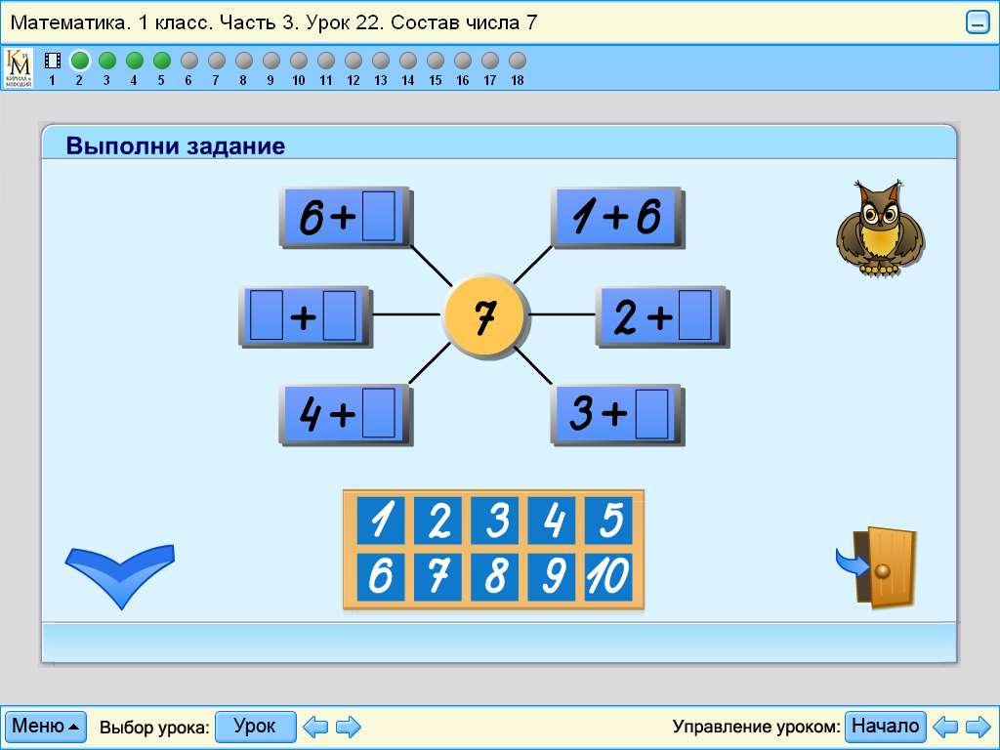 Математика. 1 класс. Часть 3. Урок 22. Состав числа 7
К и М
КИРИЛЛ и
МЕФОДИЙ
1 2 3 4 5 6 7 8 9 10 11 12 13 14 15 16 17 18
Выполни задание
6+ 1+6
+ 7 2+
4+ 3+
1 2 3 4 5
6 7 8 9 10
Меню Выбор урока: Урок Управление уроком: Начало